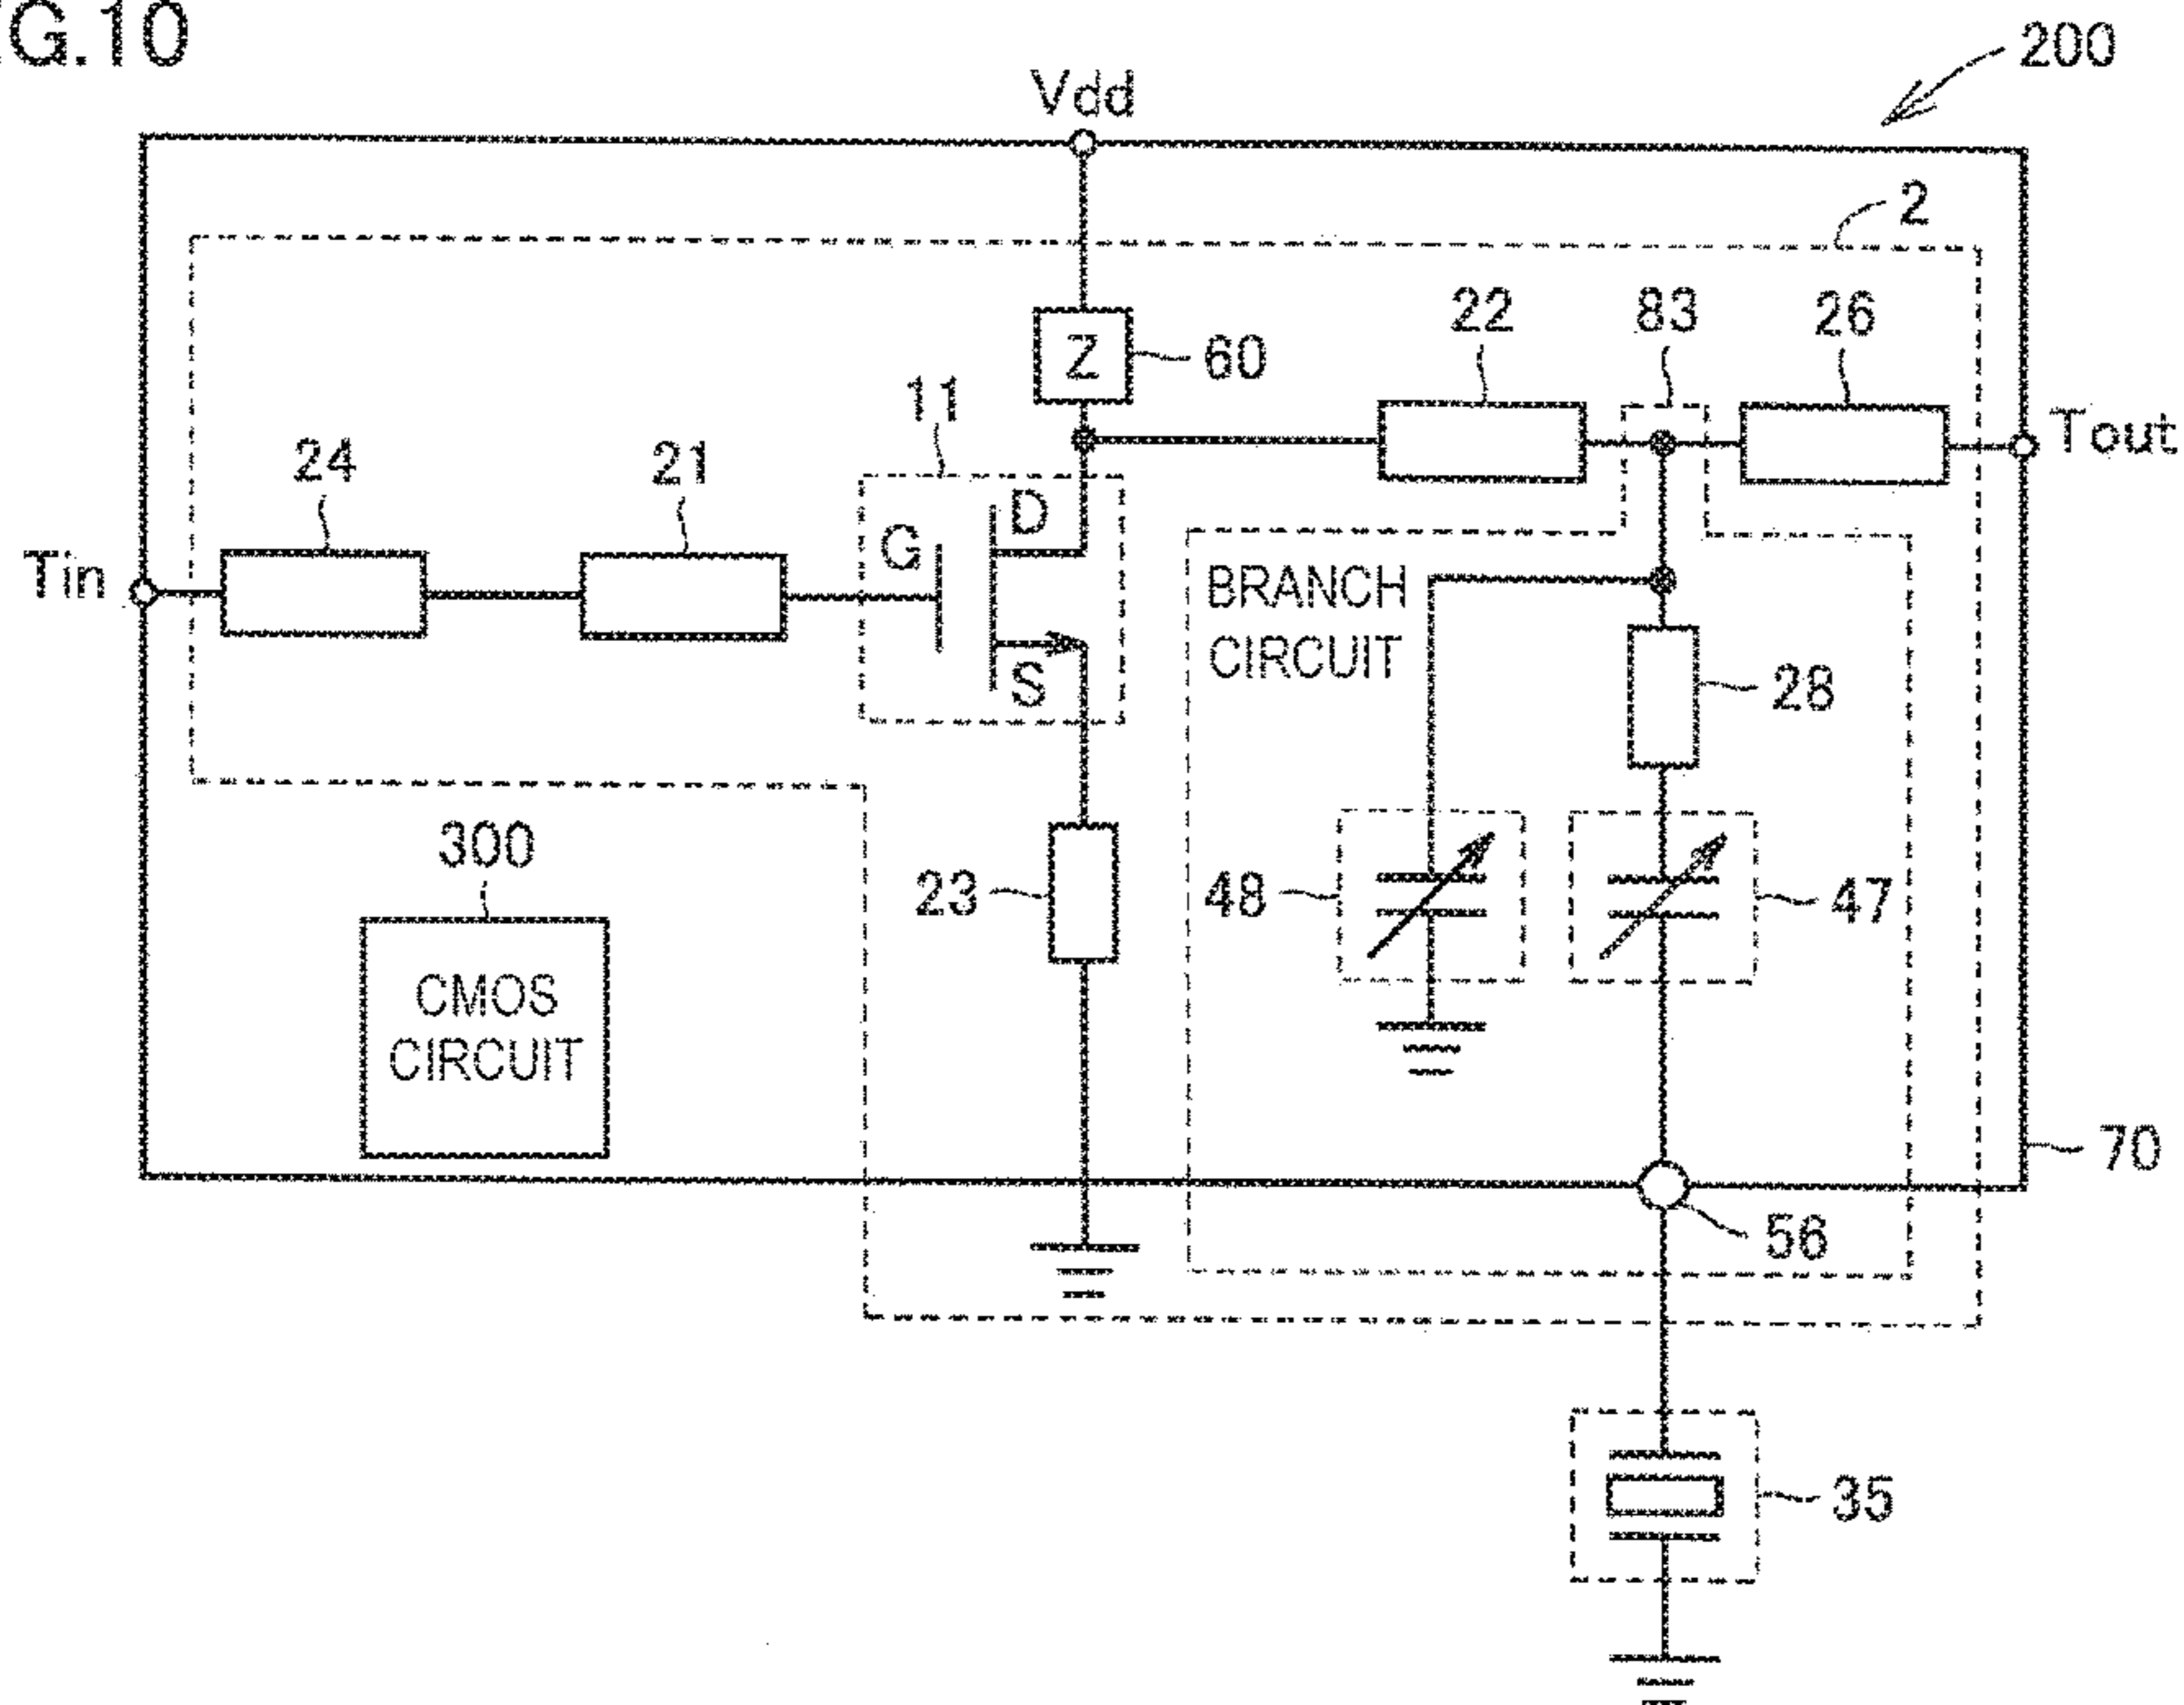 G.10
200
Vdd
2
22
83
26
Z
60
11
Tout
24
21
D
G
Tin
BRANCH
CIRCUIT
S
28
300
23
48
47
CMOS
CIRCUIT
70
56
35